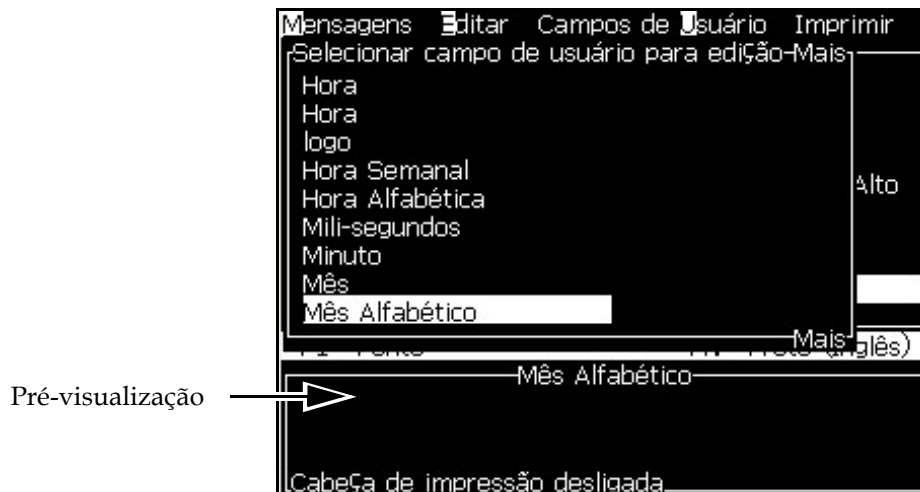 Mensagens Editar Campos de Usuário Imprimir
Selecionar campo de usuário para edição Mais
Hora
Hora
logo
Hora Semanal
Hora Alfabética
Alto
Mili-segundos
Minuto
Mês
Mês Alfabético
Mais
glês)
Mês Alfabético
Pré-visualização
Cabeça de impressão desligada